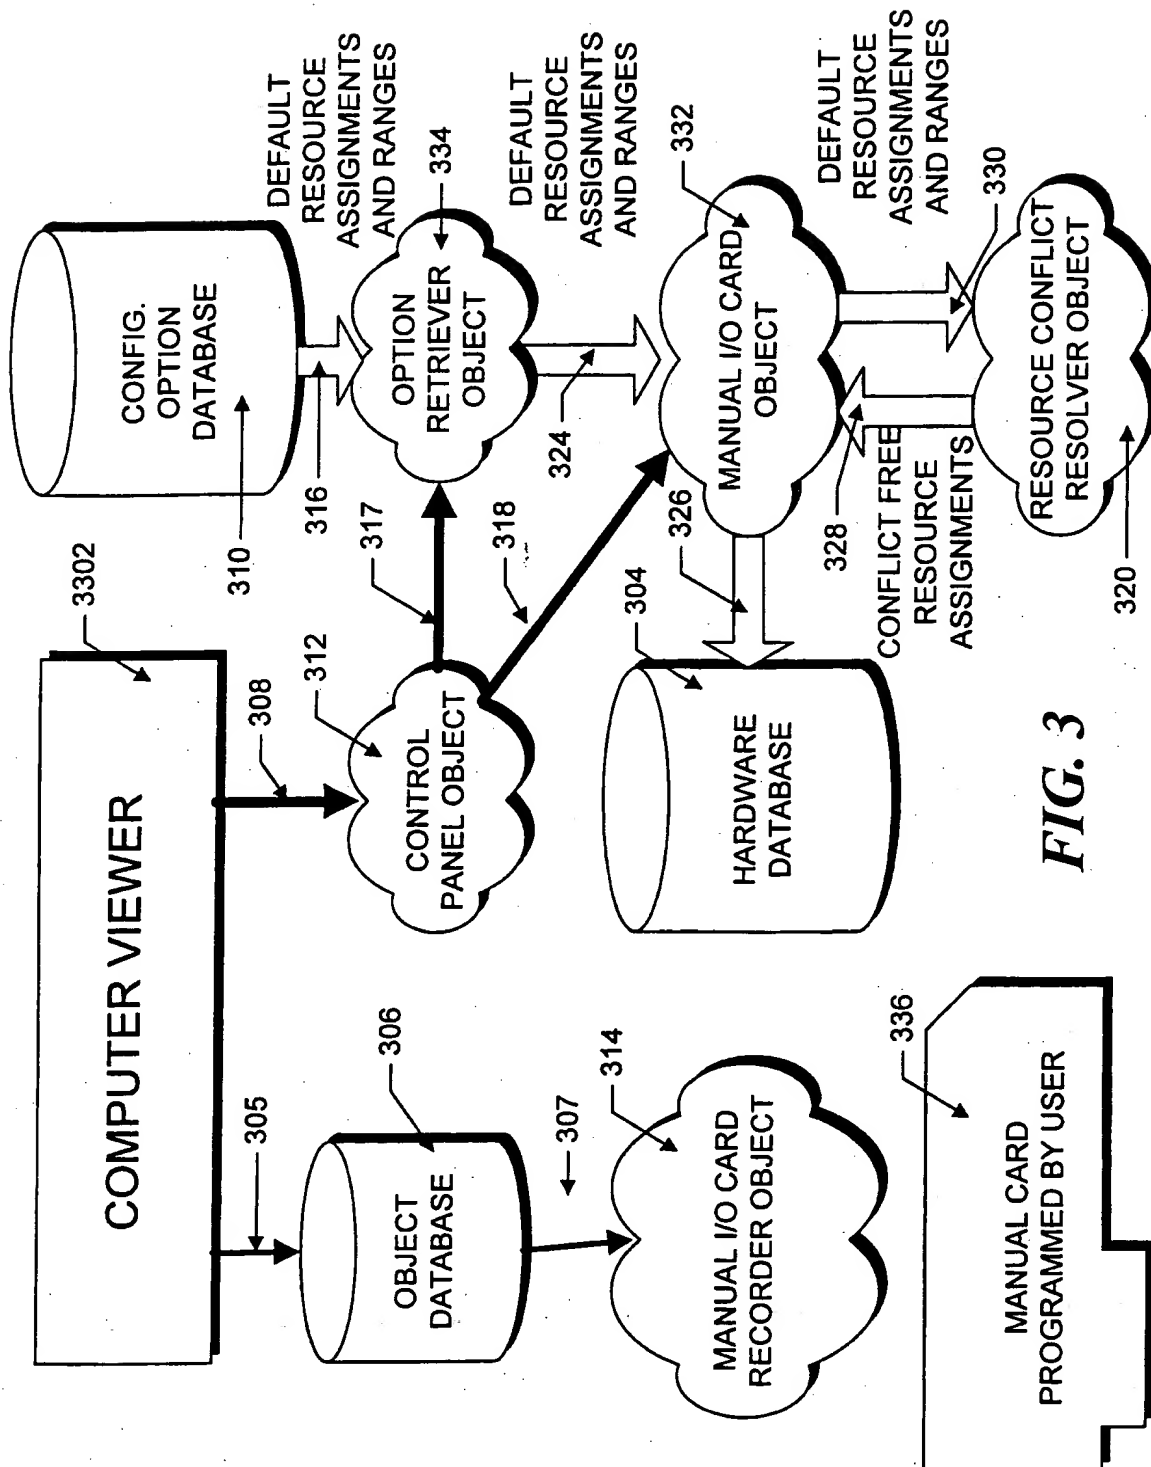 COMPUTER VIEWER
3302
305
308
OBJECT
DATABASE
306
CONTROL
PANEL OBJECT
312
317
318
CONFIG.
OPTION
DATABASE
310
316
DEFAULT
RESOURCE
ASSIGNMENTS
AND RANGES
OPTION
RETRIEVER
OBJECT
334
324
DEFAULT
RESOURCE
ASSIGNMENTS
AND RANGES
307
MANUAL I/O CARD
RECORDER OBJECT
314
HARDWARE
DATABASE
304
326
MANUAL I/O CARD
OBJECT
332
328
CONFLICT FREE
RESOURCE
ASSIGNMENTS
DEFAULT
RESOURCE
ASSIGNMENTS
AND RANGES
330
RESOURCE CONFLICT
RESOLVER OBJECT
320
MANUAL CARD
PROGRAMMED BY USER
336
FIG. 3